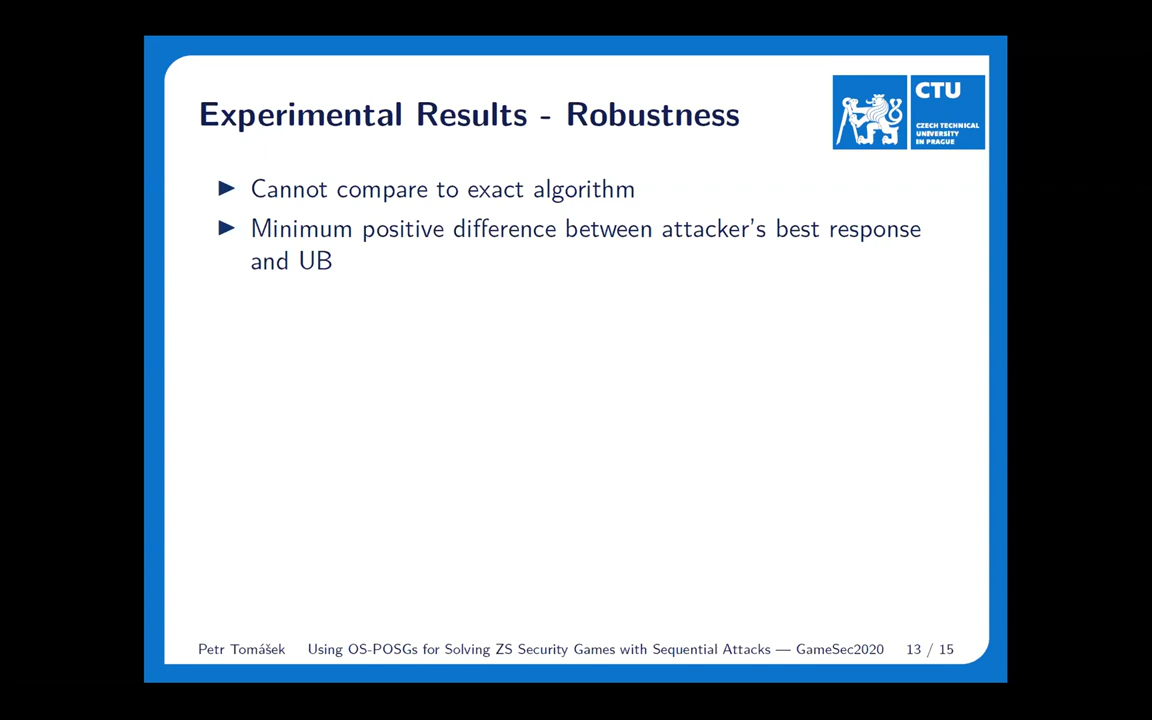 Experimental Results - Robustness
CTU
CZECH TECHNICAL
UNIVERSITY
IN PRAGUE
▶ Cannot compare to exact algorithm
▶ Minimum positive difference between attacker's best response
and UB
Petr Tomášek Using OS-POSGs for Solving ZS Security Games with Sequential Attacks — GameSec2020 13 / 15